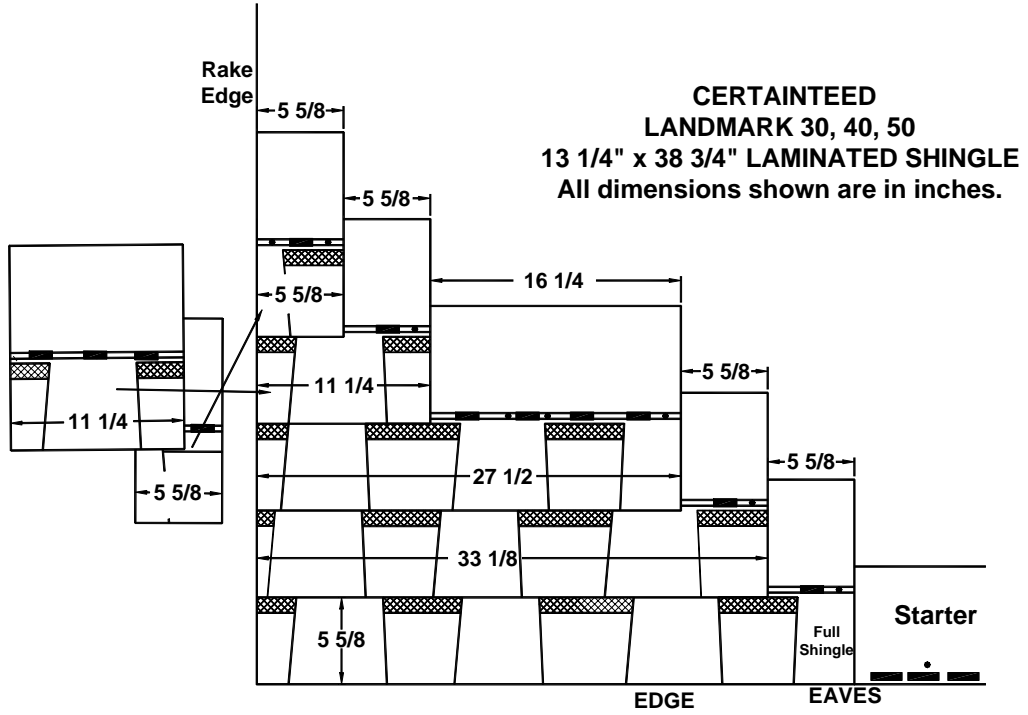 Rake
Edge
5 5/8
CERTAINTEED
LANDMARK 30, 40, 50
13 1/4" x 38 3/4" LAMINATED SHINGLE
All dimensions shown are in inches.
5 5/8
16 1/4
5 5/8
11 1/4
5 5/8
11 1/4
5 5/8
27 1/2
5 5/8
5 5/8
33 1/8
5 5/8
Full
Shingle
Starter
EDGE
EAVES